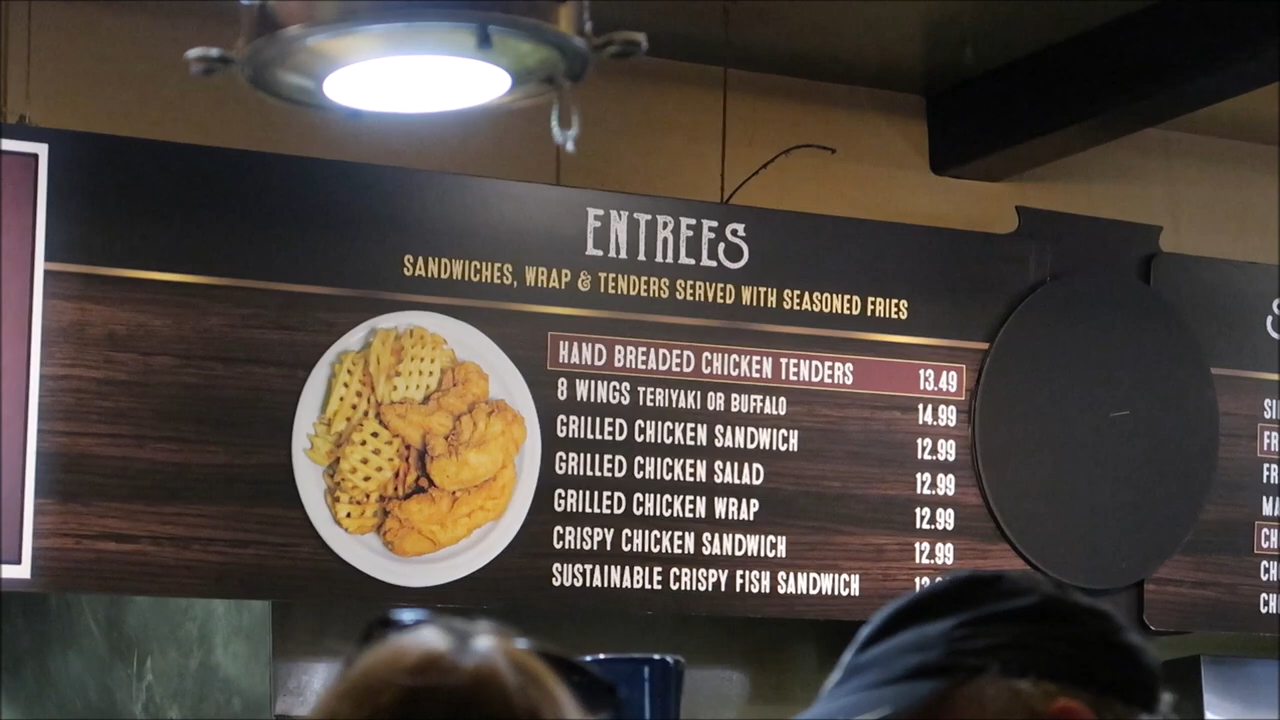 ENTREES
SANDWICHES, WRAP & TENDERS SERVED WITH SEASONED FRIES
HAND BREADED CHICKEN TENDERS 13.49
8 WINGS TERIYAKI OR BUFFALO 14.99
GRILLED CHICKEN SANDWICH 12.99
GRILLED CHICKEN SALAD 12.99
GRILLED CHICKEN WRAP 12.99
CRISPY CHICKEN SANDWICH 12.99
SUSTAINABLE CRISPY FISH SANDWICH